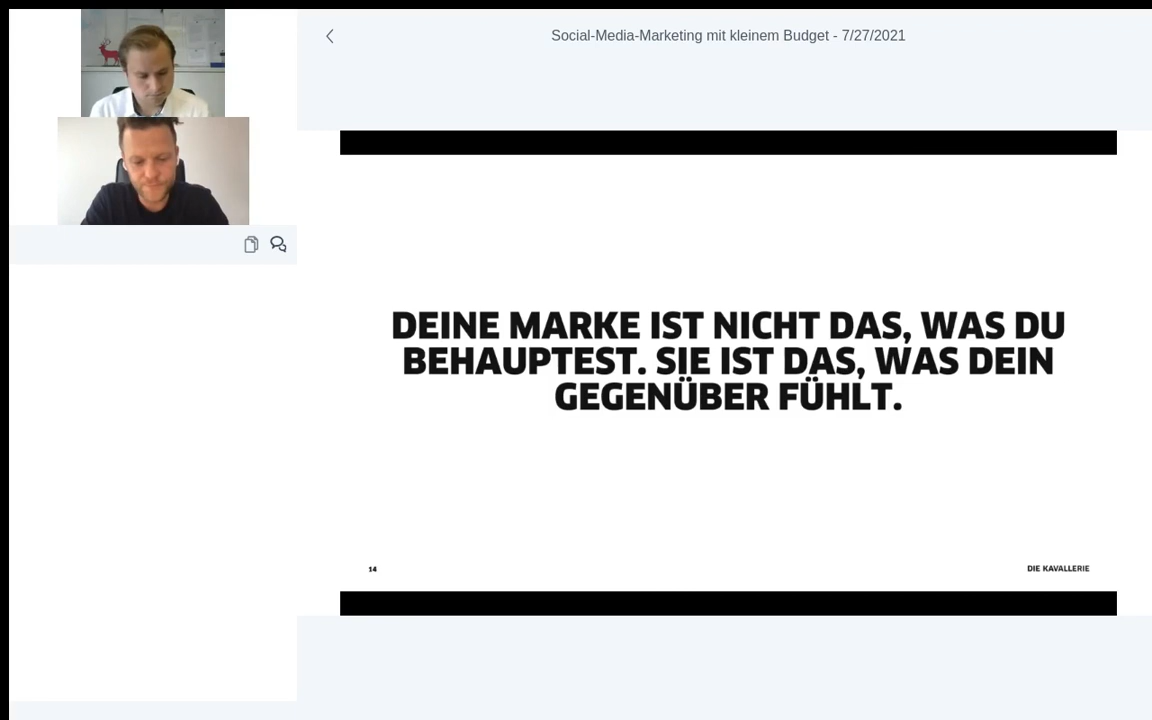 Social-Media-Marketing mit kleinem Budget - 7/27/2021
DEINE MARKE IST NICHT DAS, WAS DU
BEHAUPTEST. SIE IST DAS, WAS DEIN
GEGENÜBER FÜHLT.
14
DIE KAVALLERIE